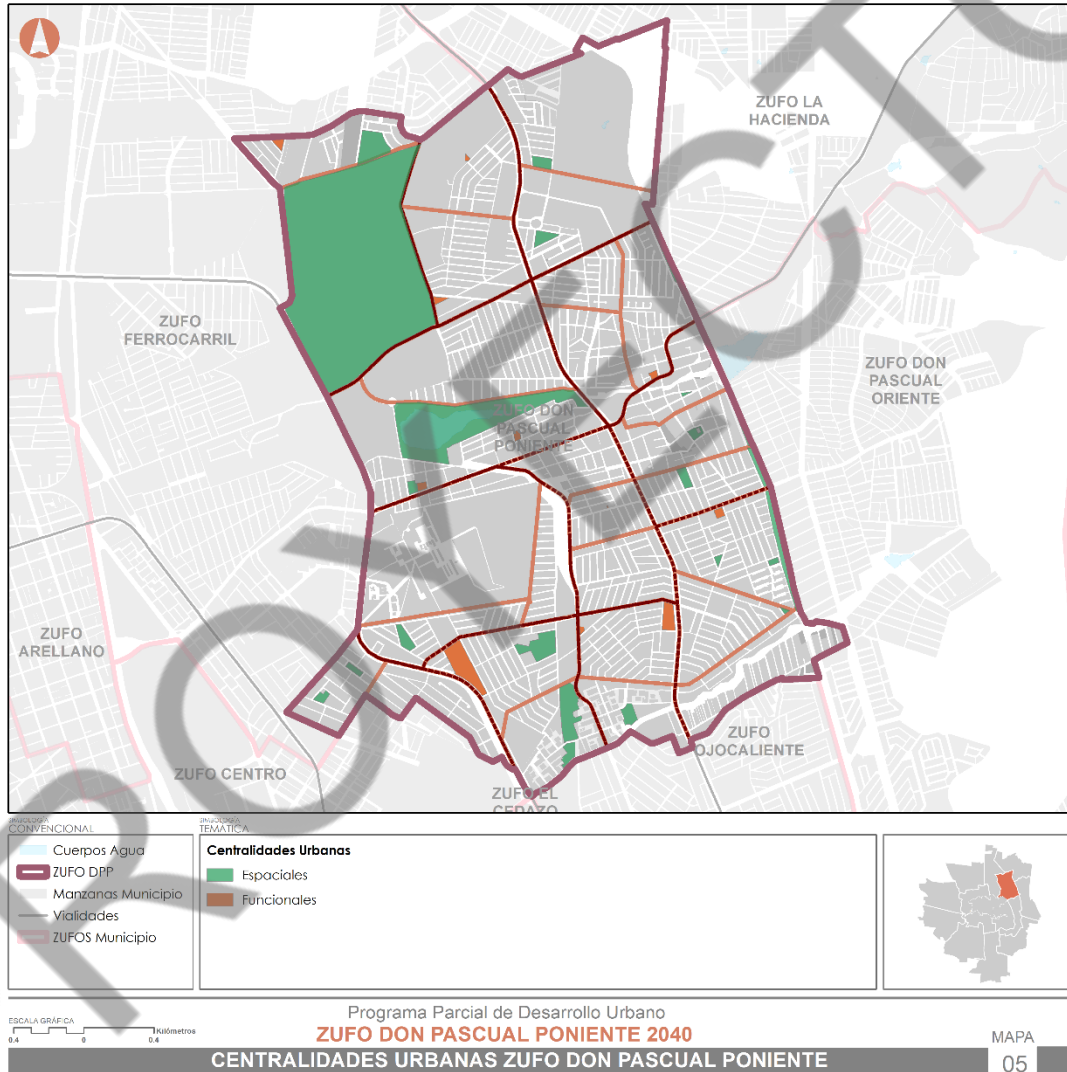 ZUFO LA
HACIENDA
ZUFO
FERROCARRIL
ZUFO DON
PASCUAL
ORIENTE
ZUFO DON
PASCUAL
PONIENTE
ZUFO
ARELLANO
ZUFO CENTRO
ZUFO
OJOCALIENTE
ZUFO EL
CEDAZO
PROYECTO
SIMBOLOGÍA
CONVENCIONAL
Cuerpos Agua
ZUFO DPP
Manzanas Municipio
Vialidades
ZUFOS Municipio
SIMBOLOGÍA
TEMÁTICA
Centralidades Urbanas
Espaciales
Funcionales
ESCALA GRÁFICA
0.4 0 0.4
Kilómetros
Programa Parcial de Desarrollo Urbano
ZUFO DON PASCUAL PONIENTE 2040
CENTRALIDADES URBANAS ZUFO DON PASCUAL PONIENTE
MAPA
05